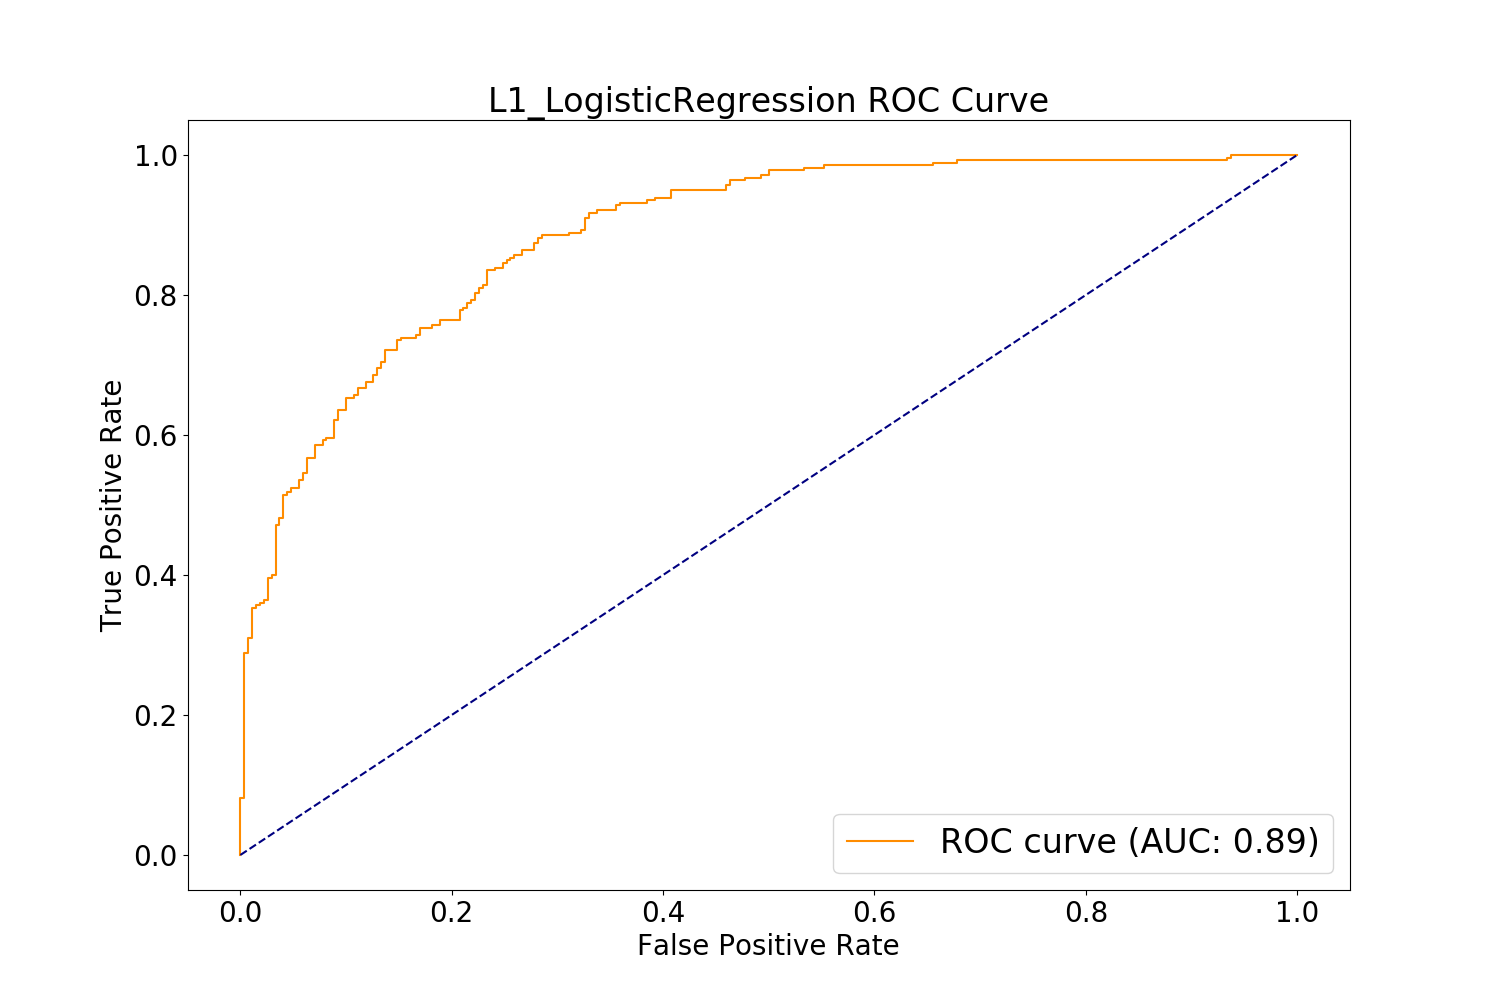 L1_LogisticRegression ROC Curve
1.0
0.8
0.6
0.4
0.2
0.0
True Positive Rate
ROC curve (AUC: 0.89)
0.0 0.2 0.4 0.6 0.8 1.0
False Positive Rate